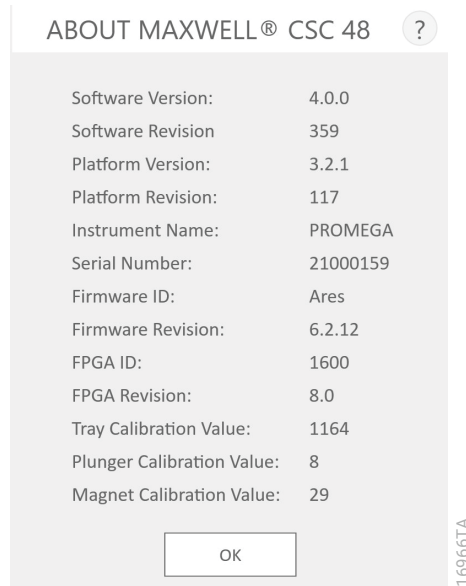 ABOUT MAXWELL® CSC 48 ?
Software Version: 4.0.0
Software Revision 359
Platform Version: 3.2.1
Platform Revision: 117
Instrument Name: PROMEGA
Serial Number: 21000159
Firmware ID: Ares
Firmware Revision: 6.2.12
FPGA ID: 1600
FPGA Revision: 8.0
Tray Calibration Value: 1164
Plunger Calibration Value: 8
Magnet Calibration Value: 29
OK
16966TA